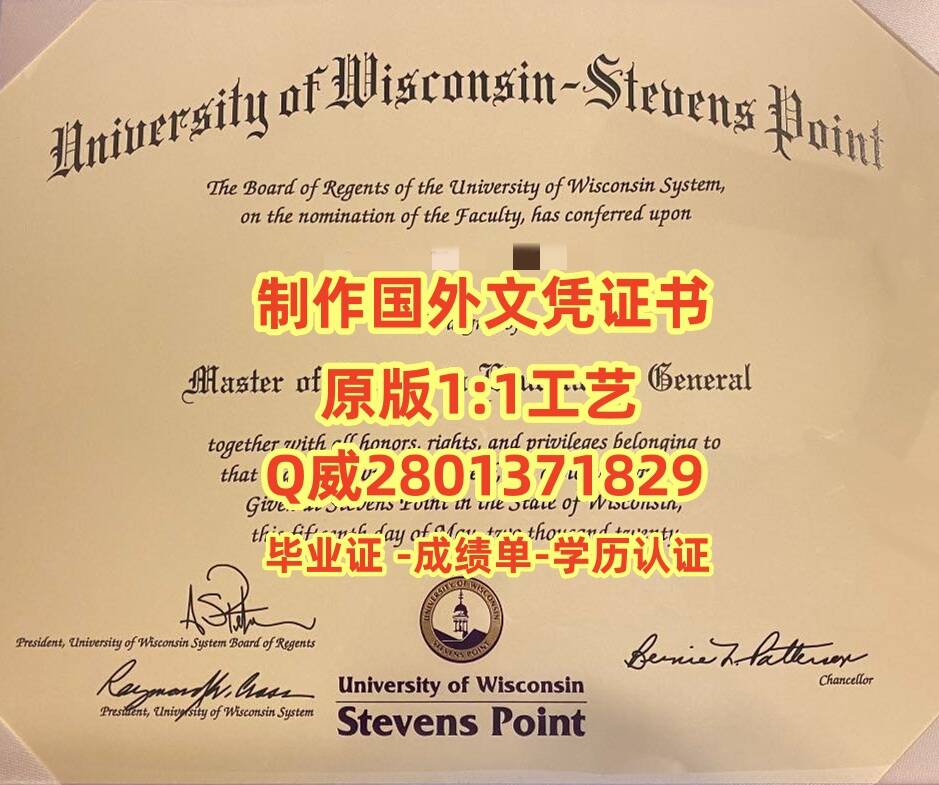 University of Wisconsin-Stevens Point
The Board of Regents of the University of Wisconsin System,
on the nomination of the Faculty, has conferred upon
制作国外文凭证书
Master of General
原版1:1工艺
together with all honors, rights, and privileges belonging to
that
Q威2801371829
Given at Stevens Point in the State of Wisconsin,
this fifteenth day of May, two thousand twenty
毕业证 -成绩单-学历认证
President, University of Wisconsin System Board of Regents
UNIVERSITY OF WISCONSIN
STEVENS POINT
Chancellor
President, University of Wisconsin System
University of Wisconsin
Stevens Point